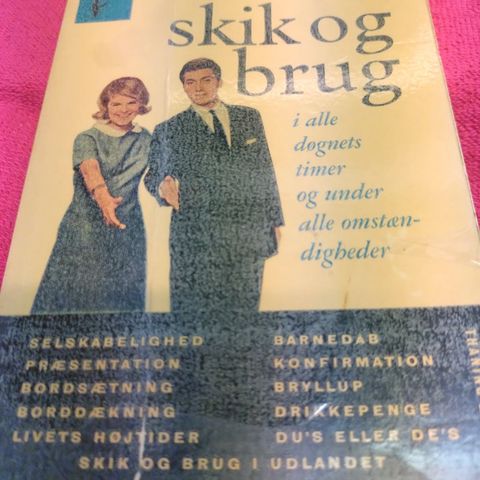 skik og
brug
i alle
døgnets
timer
og under
alle omstæn-
digheder
SELSKABELIGHED
PRÆSENTATION
BORDSÆTNING
BORDDÆKNING
LIVETS HØJTIDER
BARNEDAB
KONFIRMATION
BRYLLUP
DRIKKEPENGE
DU'S ELLER DE'S
SKIK OG BRUG I UDLANDET